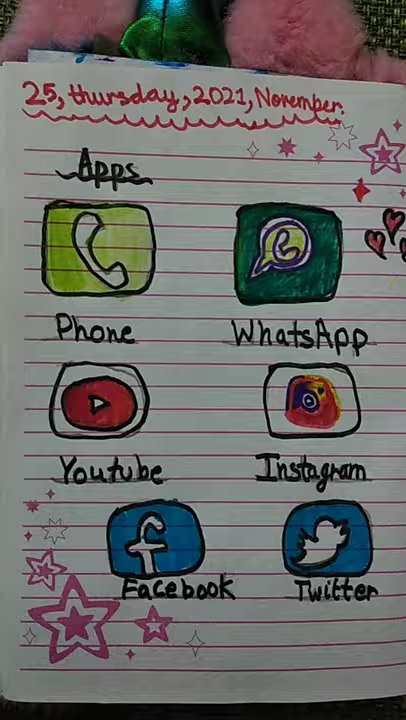 25, thursday, 2021, November.
Apps
Phone WhatsApp
Youtube Instagram
Facebook Twitter